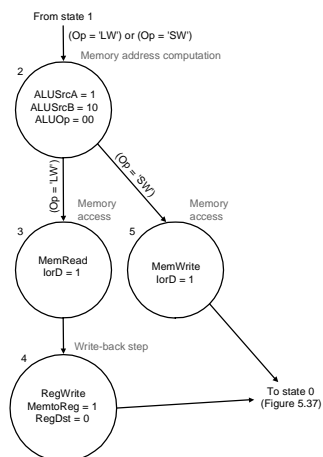 From state 1
(Op = 'LW') or (Op = 'SW')
Memory address computation
2
ALUSrcA = 1
ALUSrcB = 10
ALUOp = 00
(Op = 'LW')
(Op = 'SW')
Memory
access
3
MemRead
IorD = 1
Memory
access
5
MemWrite
IorD = 1
Write-back step
4
RegWrite
MemtoReg = 1
RegDst = 0
To state 0
(Figure 5.37)